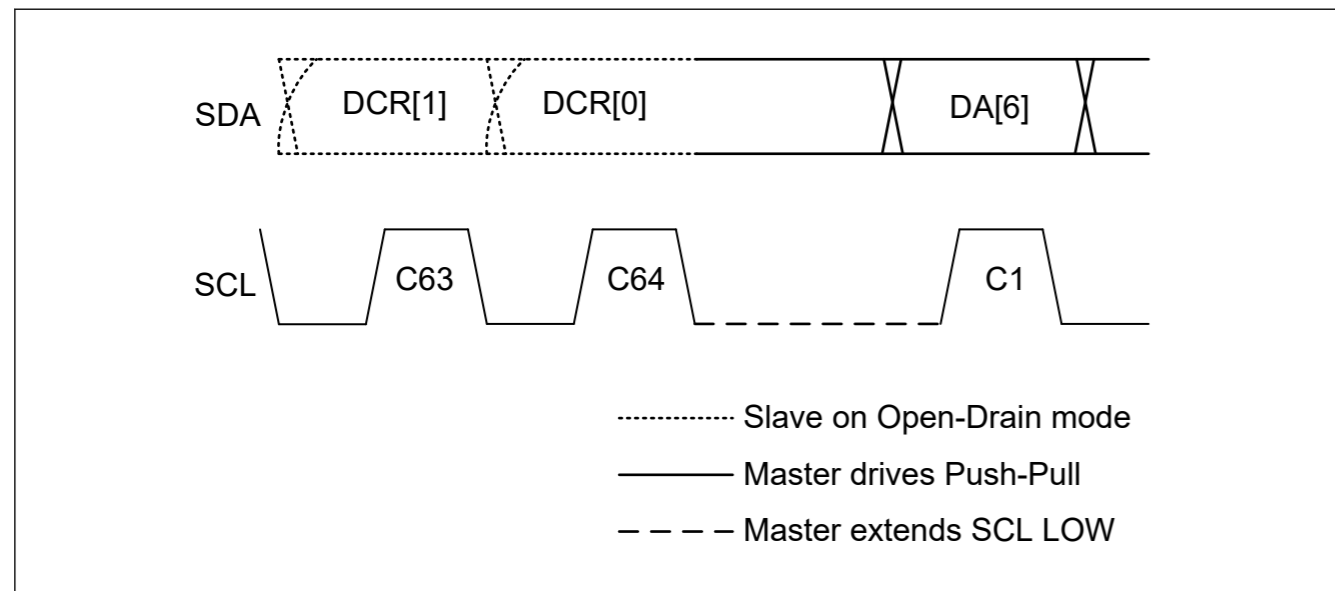 SDA DCR[1] DCR[0] DA[6]
SCL C63 C64 C1
Slave on Open-Drain mode
Master drives Push-Pull
Master extends SCL LOW